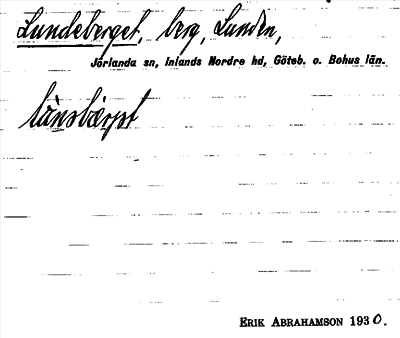 Lundeberget, berg, Lunden,
Jörlanda sn, Inlands Nordre hd, Göteb. o. Bohus län.
ERIK ABRAHAMSON 1930.